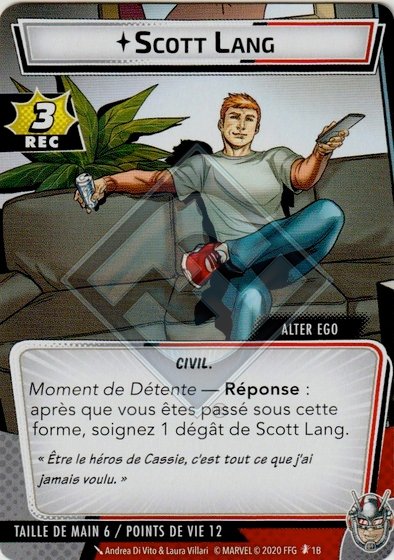 SCOTT LANG
3
REC
ALTER EGO
CIVIL.
Moment de Détente — Réponse :
après que vous êtes passé sous cette
forme, soignez 1 dégât de Scott Lang.
« Être le héros de Cassie, c'est tout ce que j'ai
jamais voulu. »
TAILLE DE MAIN 6 / POINTS DE VIE 12
Andrea Di Vito & Laura Villari © MARVEL © 2020 FFG 1B